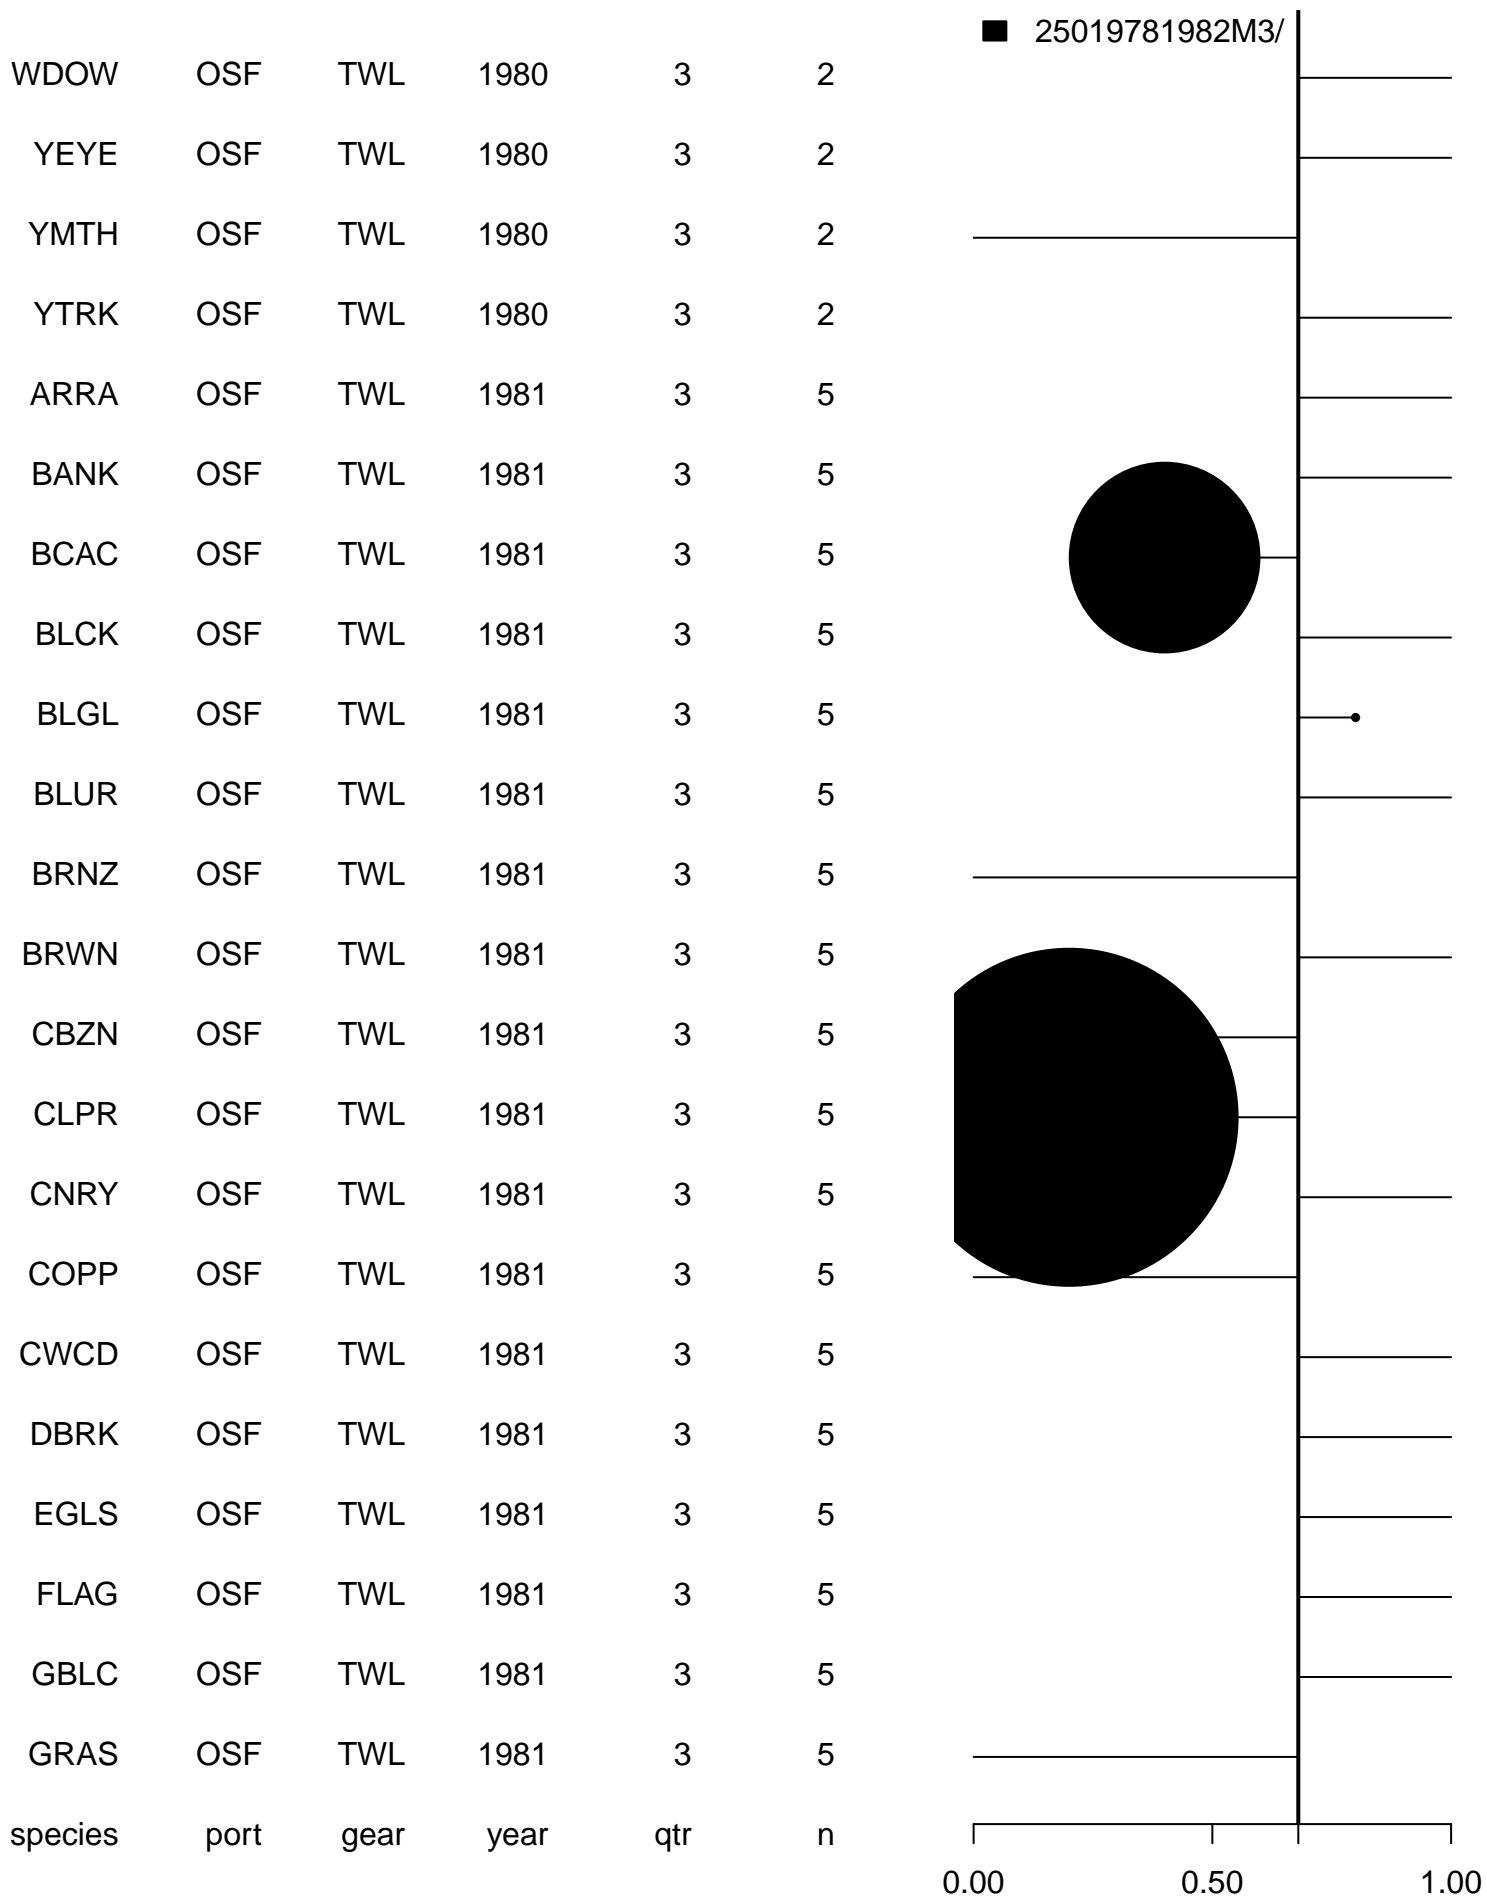 25019781982M3/
WDOW OSF TWL 1980 3 2
YEYE OSF TWL 1980 3 2
YMTH OSF TWL 1980 3 2
YTRK OSF TWL 1980 3 2
ARRA OSF TWL 1981 3 5
BANK OSF TWL 1981 3 5
BCAC OSF TWL 1981 3 5
BLCK OSF TWL 1981 3 5
BLGL OSF TWL 1981 3 5
BLUR OSF TWL 1981 3 5
BRNZ OSF TWL 1981 3 5
BRWN OSF TWL 1981 3 5
CBZN OSF TWL 1981 3 5
CLPR OSF TWL 1981 3 5
CNRY OSF TWL 1981 3 5
COPP OSF TWL 1981 3 5
CWCD OSF TWL 1981 3 5
DBRK OSF TWL 1981 3 5
EGLS OSF TWL 1981 3 5
FLAG OSF TWL 1981 3 5
GBLC OSF TWL 1981 3 5
GRAS OSF TWL 1981 3 5
species port gear year qtr n
0.00 0.50 1.00